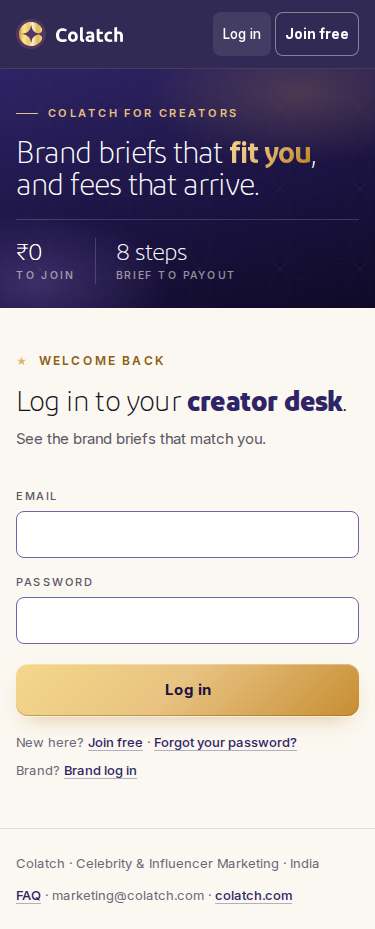 Colatch
Log in
Join free
COLATCH FOR CREATORS
Brand briefs that fit you,
and fees that arrive.
₹0
TO JOIN
8 steps
BRIEF TO PAYOUT
★ WELCOME BACK
Log in to your creator desk.
See the brand briefs that match you.
EMAIL
PASSWORD
Log in
New here? Join free · Forgot your password?
Brand? Brand log in
Colatch · Celebrity & Influencer Marketing · India
FAQ · marketing@colatch.com · colatch.com